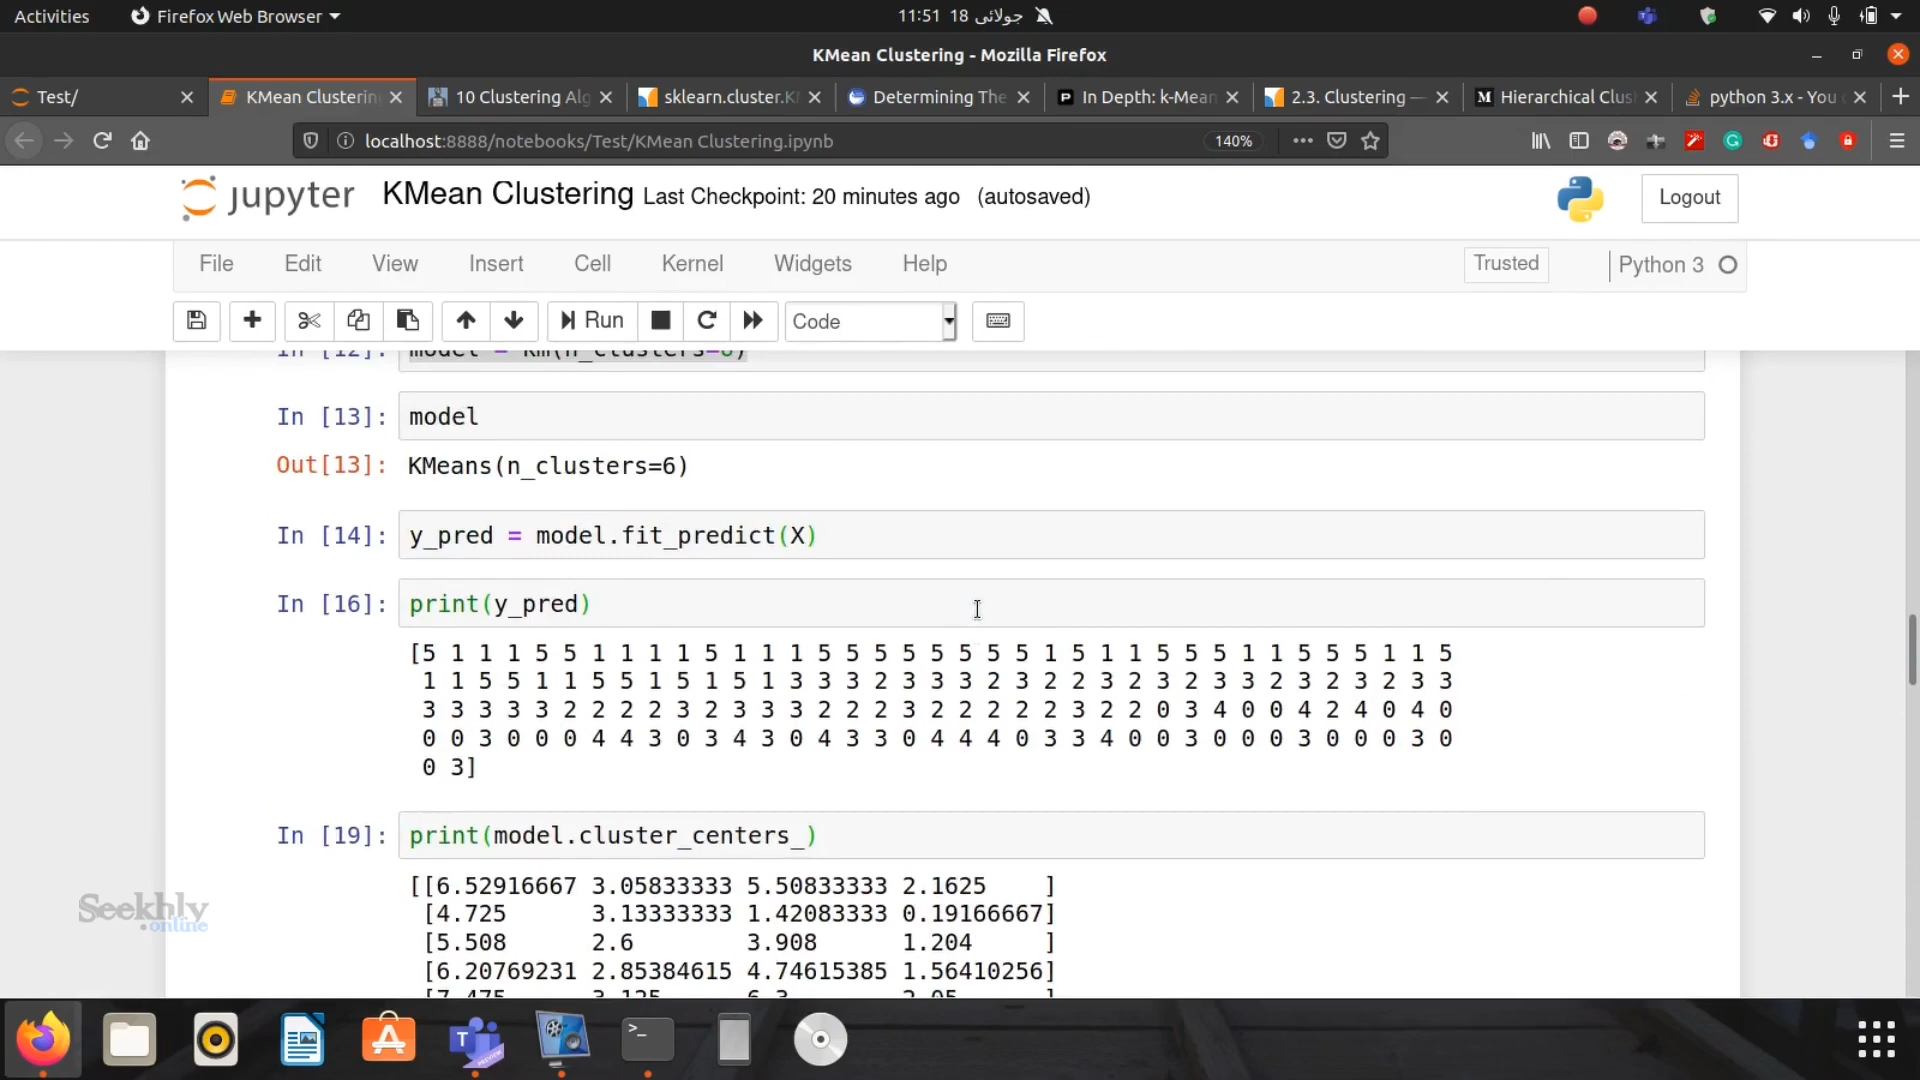 Activities Firefox Web Browser 11:51 18 جولائی
KMean Clustering - Mozilla Firefox
Test/ KMean Clusterin 10 Clustering Alg sklearn.cluster.K Determining The In Depth: k-Mean 2.3. Clustering — Hierarchical Clus python 3.x - You
localhost:8888/notebooks/Test/KMean Clustering.ipynb 140%
jupyter KMean Clustering Last Checkpoint: 20 minutes ago (autosaved) Logout
File Edit View Insert Cell Kernel Widgets Help Trusted Python 3
Run Code
In [12]: model = Km(n_clusters=6)
In [13]: model
Out[13]: KMeans(n_clusters=6)
In [14]: y_pred = model.fit_predict(X)
In [16]: print(y_pred)
[5 1 1 1 5 5 1 1 1 1 5 1 1 1 5 5 5 5 5 5 5 5 1 5 1 1 5 5 5 1 1 5 5 5 1 1 5
1 1 5 5 1 1 5 5 1 5 1 5 1 3 3 3 2 3 3 3 2 3 2 2 3 2 3 2 3 3 2 3 2 3 2 3 3
3 3 3 3 3 2 2 2 2 3 2 3 3 3 2 2 2 3 2 2 2 2 2 3 2 2 0 3 4 0 0 4 2 4 0 4 0
0 0 3 0 0 0 4 4 3 0 3 4 3 0 4 3 3 0 4 4 4 0 3 3 4 0 0 3 0 0 0 3 0 0 0 3 0
0 3]
In [19]: print(model.cluster_centers_)
[[6.52916667 3.05833333 5.50833333 2.1625 ]
[4.725 3.13333333 1.42083333 0.19166667]
[5.508 2.6 3.908 1.204 ]
[6.20769231 2.85384615 4.74615385 1.56410256]
[7.475 3.125 6.3 2.05 ]
Seekhly
.online